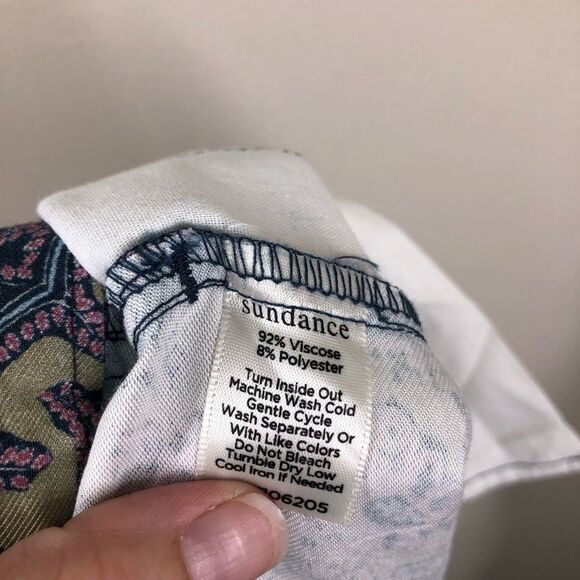 sundance
92% Viscose
8% Polyester
Turn Inside Out
Machine Wash Cold
Gentle Cycle
Wash Separately Or
With Like Colors
Do Not Bleach
Tumble Dry Low
Cool Iron If Needed
06205